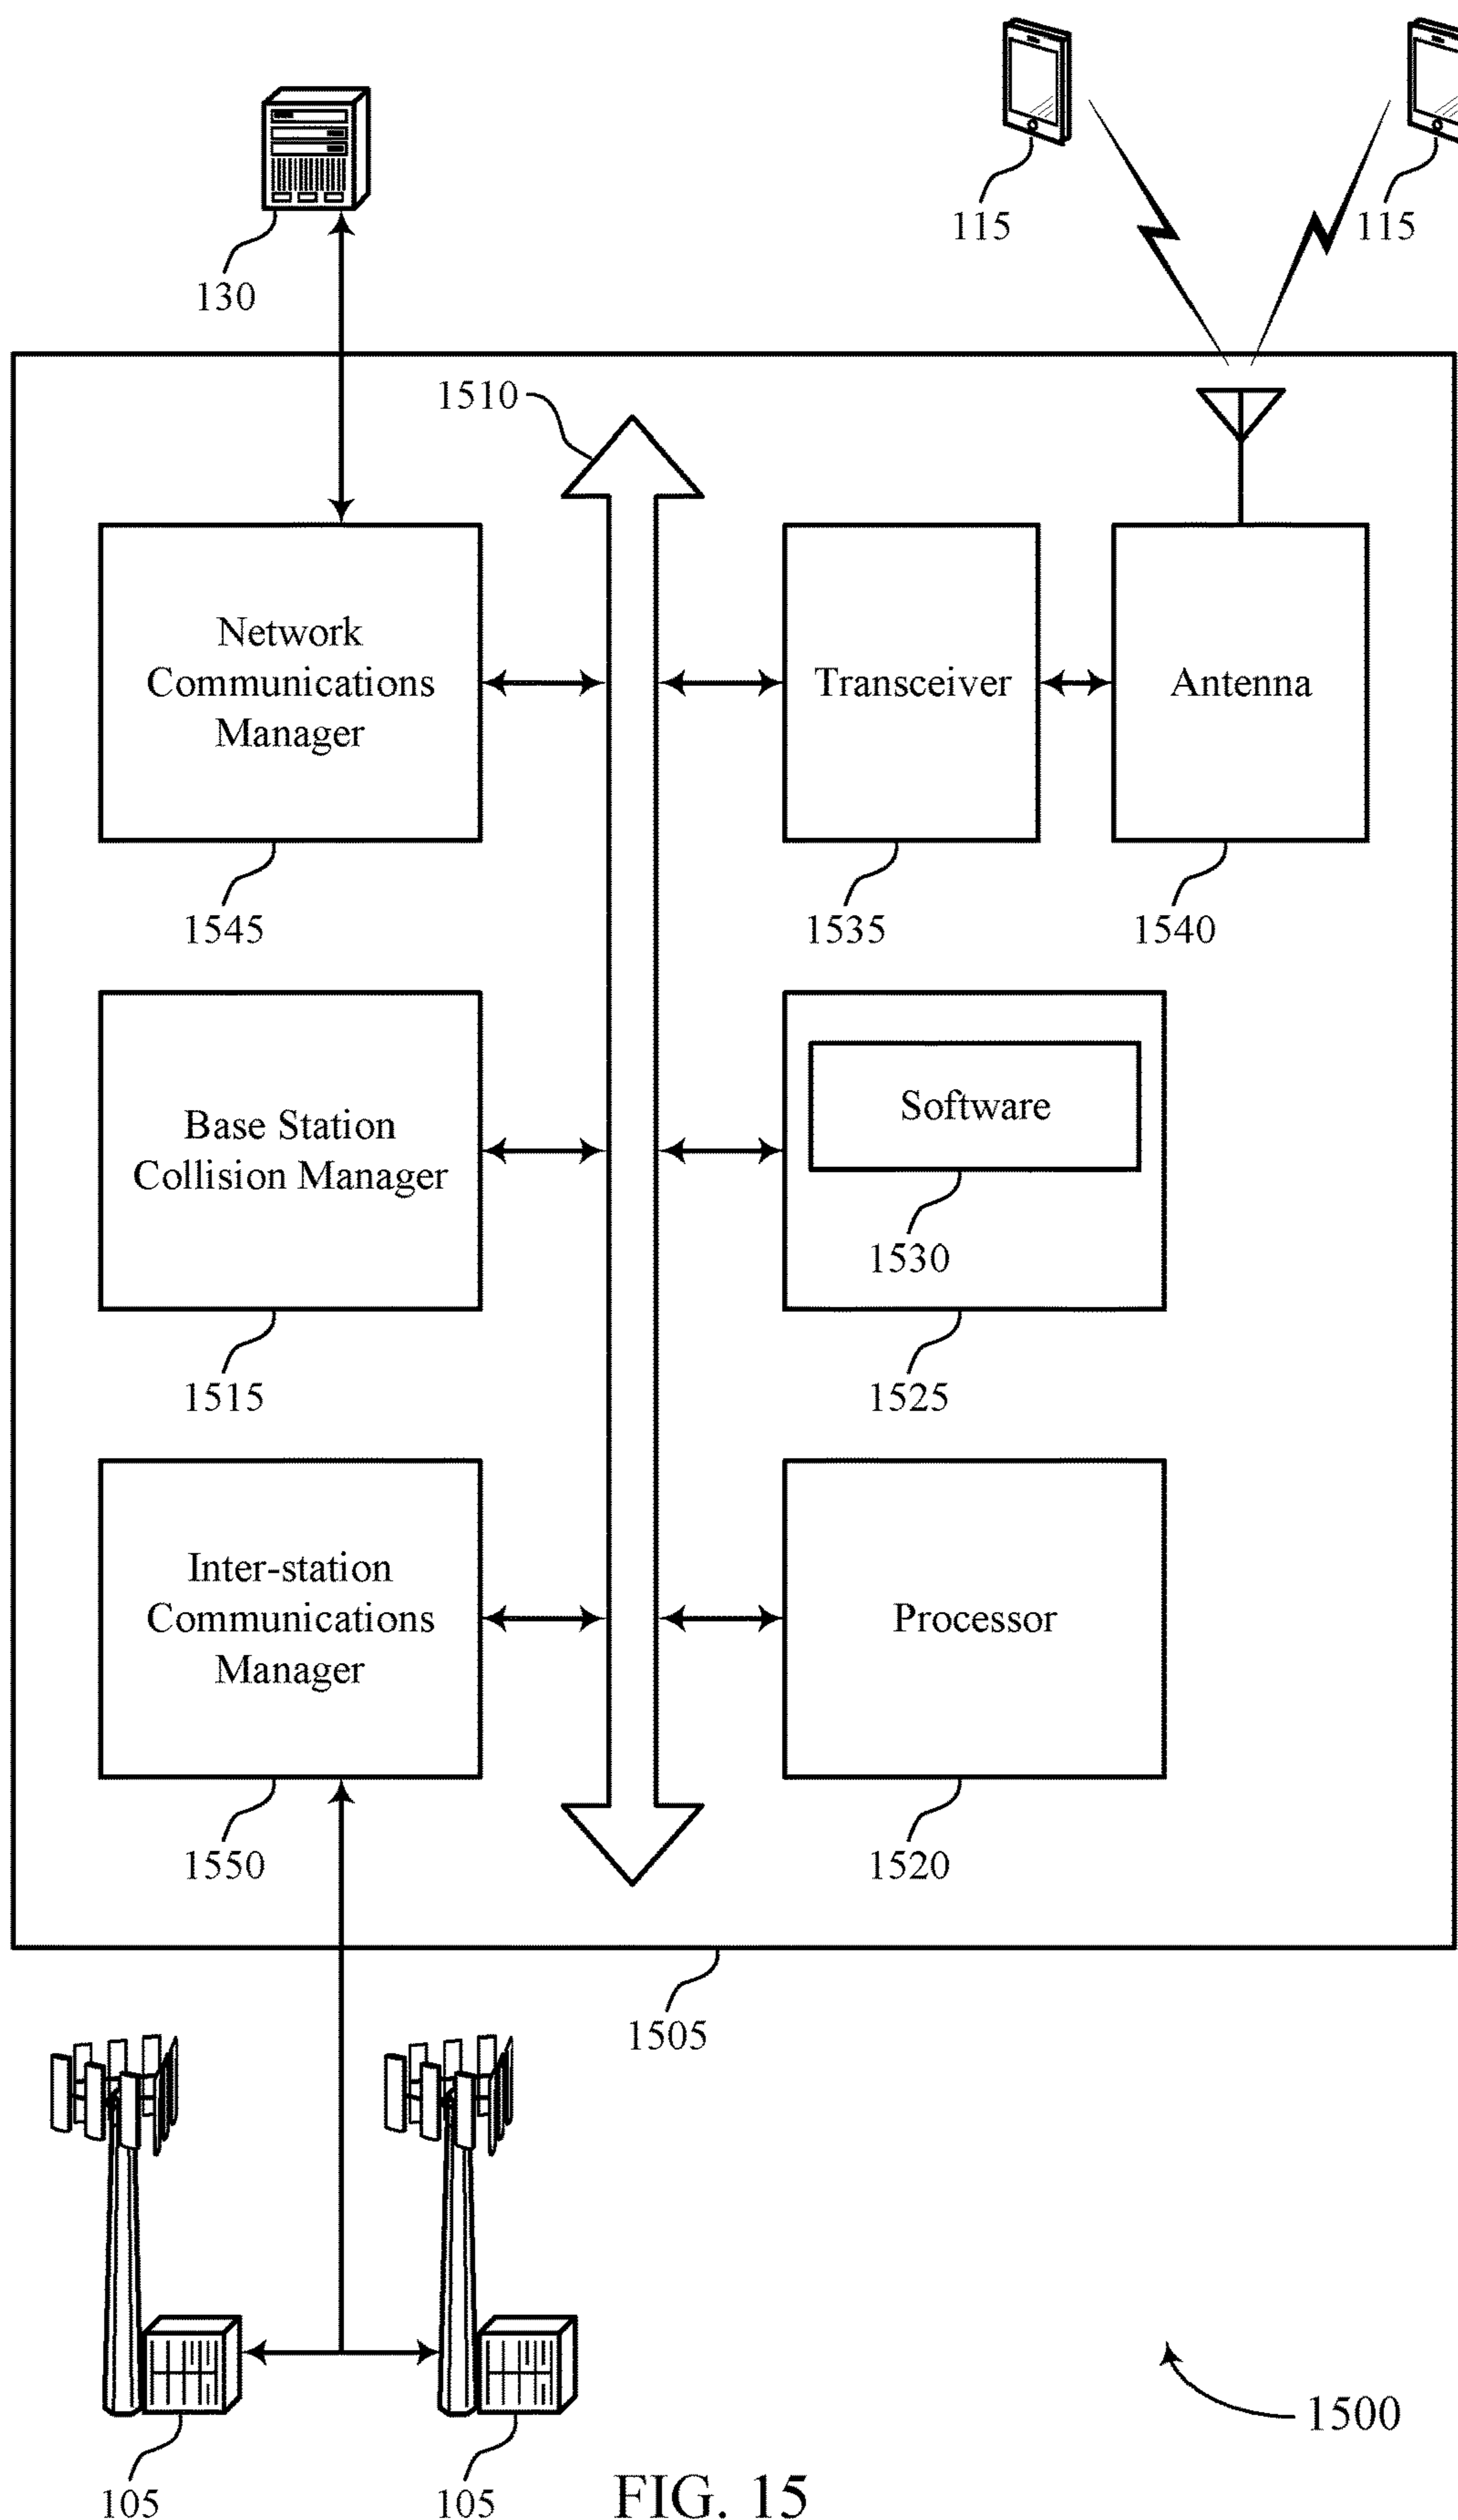 115
115
130
1510
Network
Communications
Manager
Transceiver
Antenna
1545
1535
1540
Base Station
Collision Manager
Software
1530
1515
1525
Inter-station
Communications
Manager
Processor
1550
1520
1505
1500
105
105
FIG. 15